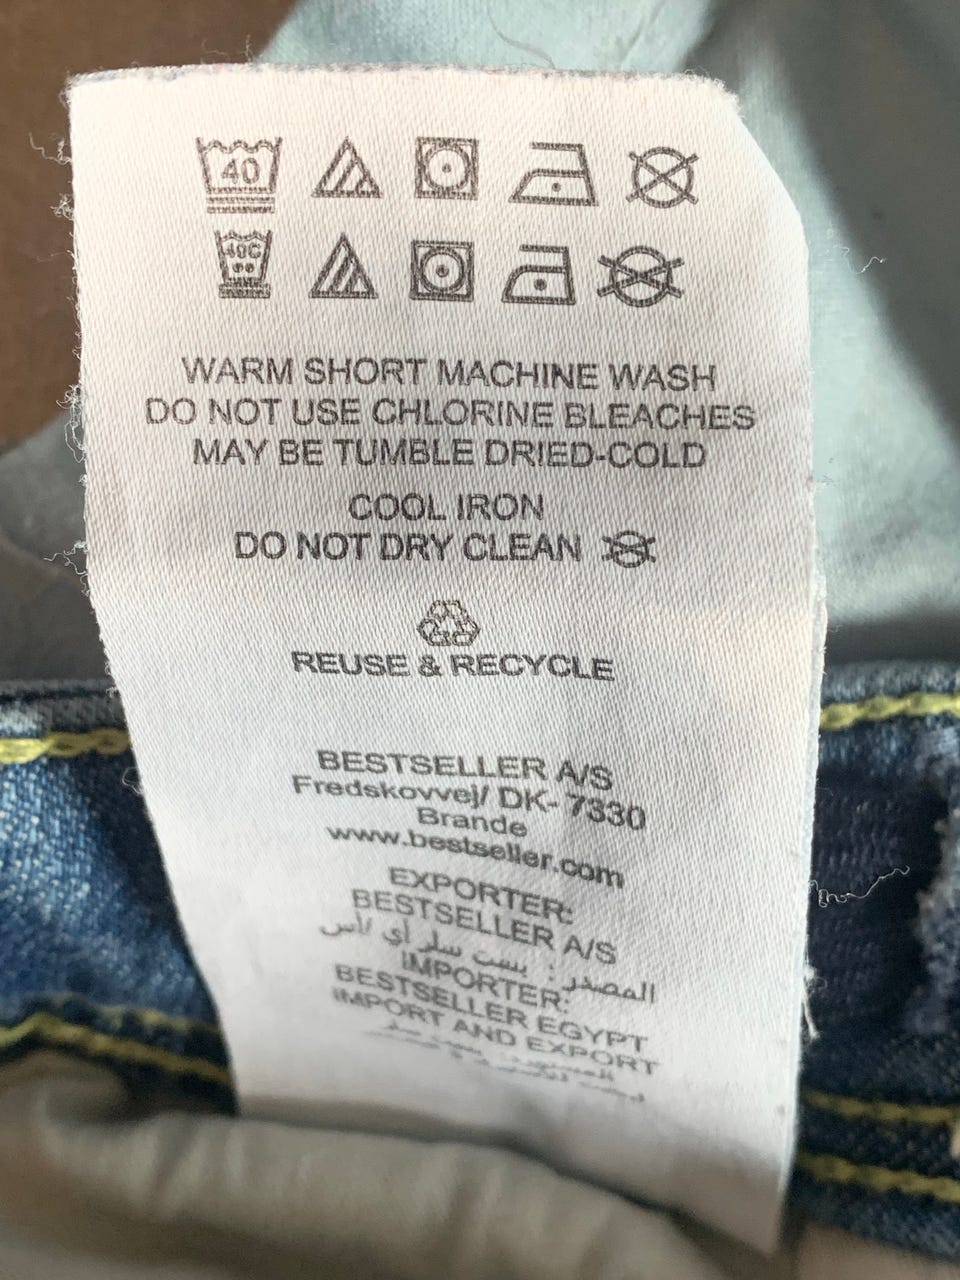 40
40C
WARM SHORT MACHINE WASH
DO NOT USE CHLORINE BLEACHES
MAY BE TUMBLE DRIED-COLD
COOL IRON
DO NOT DRY CLEAN
REUSE & RECYCLE
BESTSELLER A/S
Fredskovvej/ DK- 7330
Brande
www.bestseller.com
EXPORTER:
BESTSELLER A/S
المصدر : بست سلر أي /أس
IMPORTER:
BESTSELLER EGYPT
IMPORT AND EXPORT